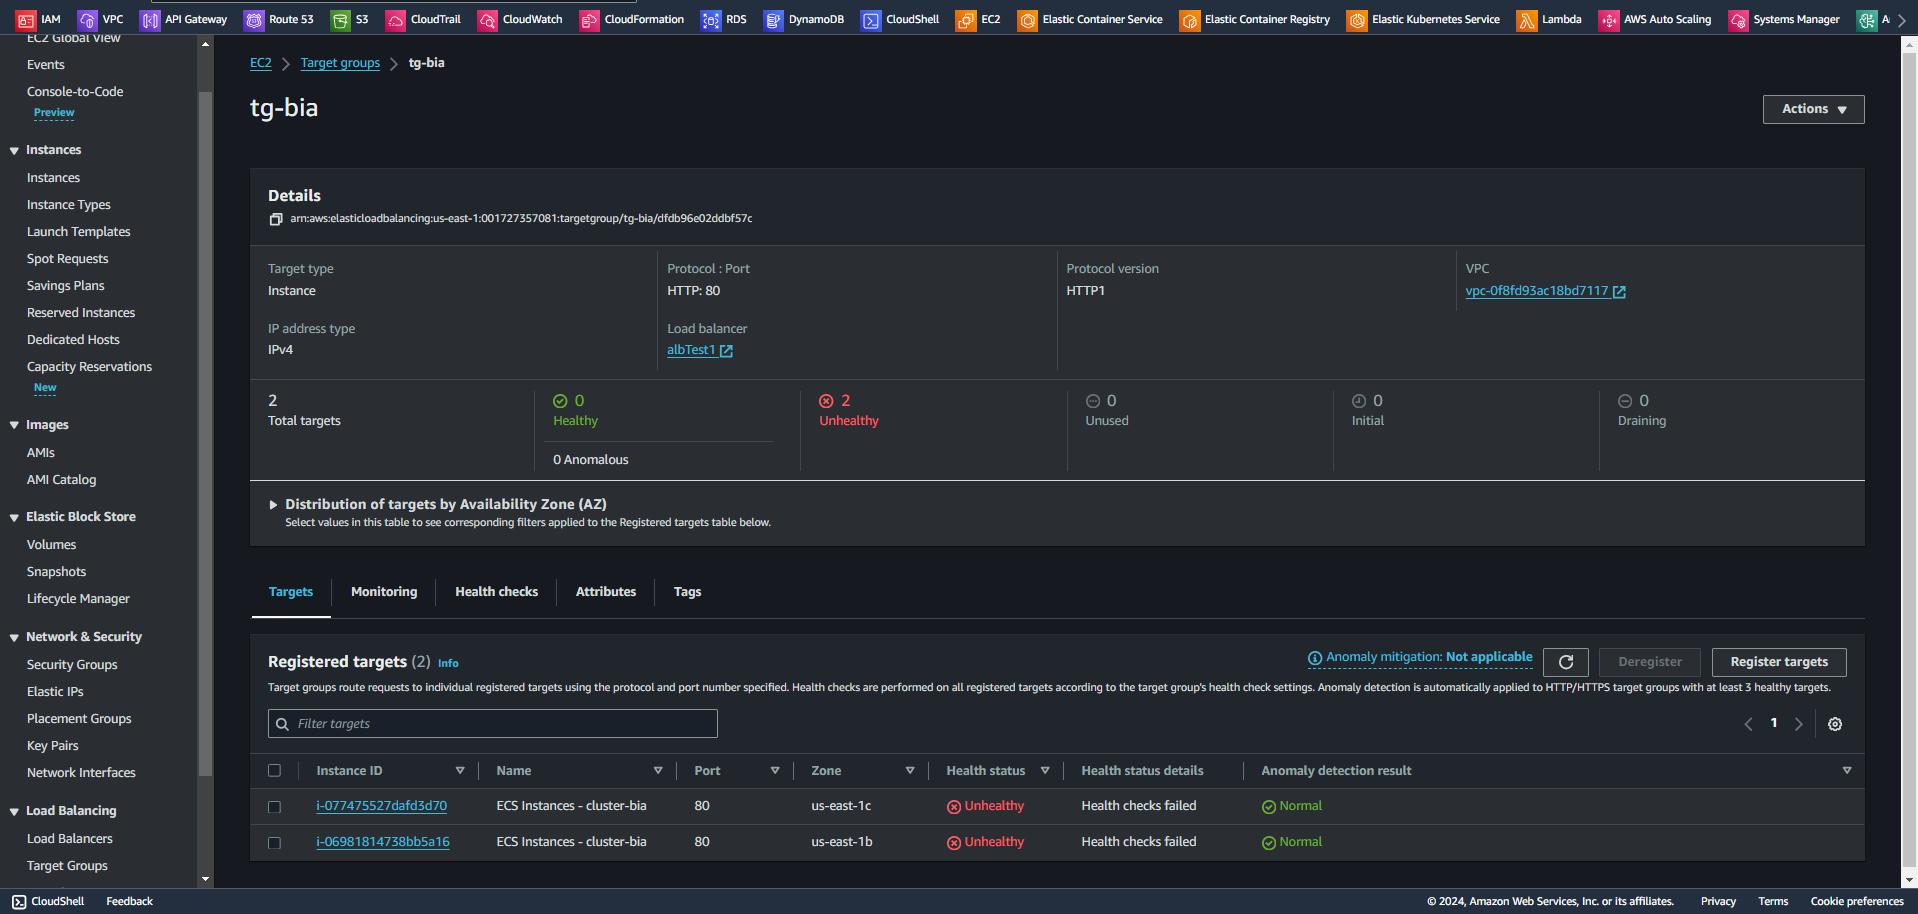 IAM VPC API Gateway Route 53 S3 CloudTrail CloudWatch CloudFormation RDS DynamoDB CloudShell EC2 Elastic Container Service Elastic Container Registry Elastic Kubernetes Service Lambda AWS Auto Scaling Systems Manager
EC2 Global View
Events
Console-to-Code
Preview
Instances
Instances
Instance Types
Launch Templates
Spot Requests
Savings Plans
Reserved Instances
Dedicated Hosts
Capacity Reservations
New
Images
AMIs
AMI Catalog
Elastic Block Store
Volumes
Snapshots
Lifecycle Manager
Network & Security
Security Groups
Elastic IPs
Placement Groups
Key Pairs
Network Interfaces
Load Balancing
Load Balancers
Target Groups
EC2 Target groups tg-bia
tg-bia
Actions
Details
arn:aws:elasticloadbalancing:us-east-1:001727357081:targetgroup/tg-bia/dfdb96e02ddbf57c
Target type
Instance
Protocol : Port
HTTP: 80
Protocol version
HTTP1
VPC
vpc-0f8fd93ac18bd7117
IP address type
IPv4
Load balancer
albTest1
2
Total targets
0
Healthy
0 Anomalous
2
Unhealthy
0
Unused
0
Initial
0
Draining
Distribution of targets by Availability Zone (AZ)
Select values in this table to see corresponding filters applied to the Registered targets table below.
Targets Monitoring Health checks Attributes Tags
Registered targets (2) Info
Anomaly mitigation: Not applicable
Deregister
Register targets
Target groups route requests to individual registered targets using the protocol and port number specified. Health checks are performed on all registered targets according to the target group's health check settings. Anomaly detection is automatically applied to HTTP/HTTPS target groups with at least 3 healthy targets.
Filter targets
1
Instance ID Name Port Zone Health status Health status details Anomaly detection result
i-077475527dafd3d70 ECS Instances - cluster-bia 80 us-east-1c Unhealthy Health checks failed Normal
i-06981814738bb5a16 ECS Instances - cluster-bia 80 us-east-1b Unhealthy Health checks failed Normal
CloudShell Feedback © 2024, Amazon Web Services, Inc. or its affiliates. Privacy Terms Cookie preferences